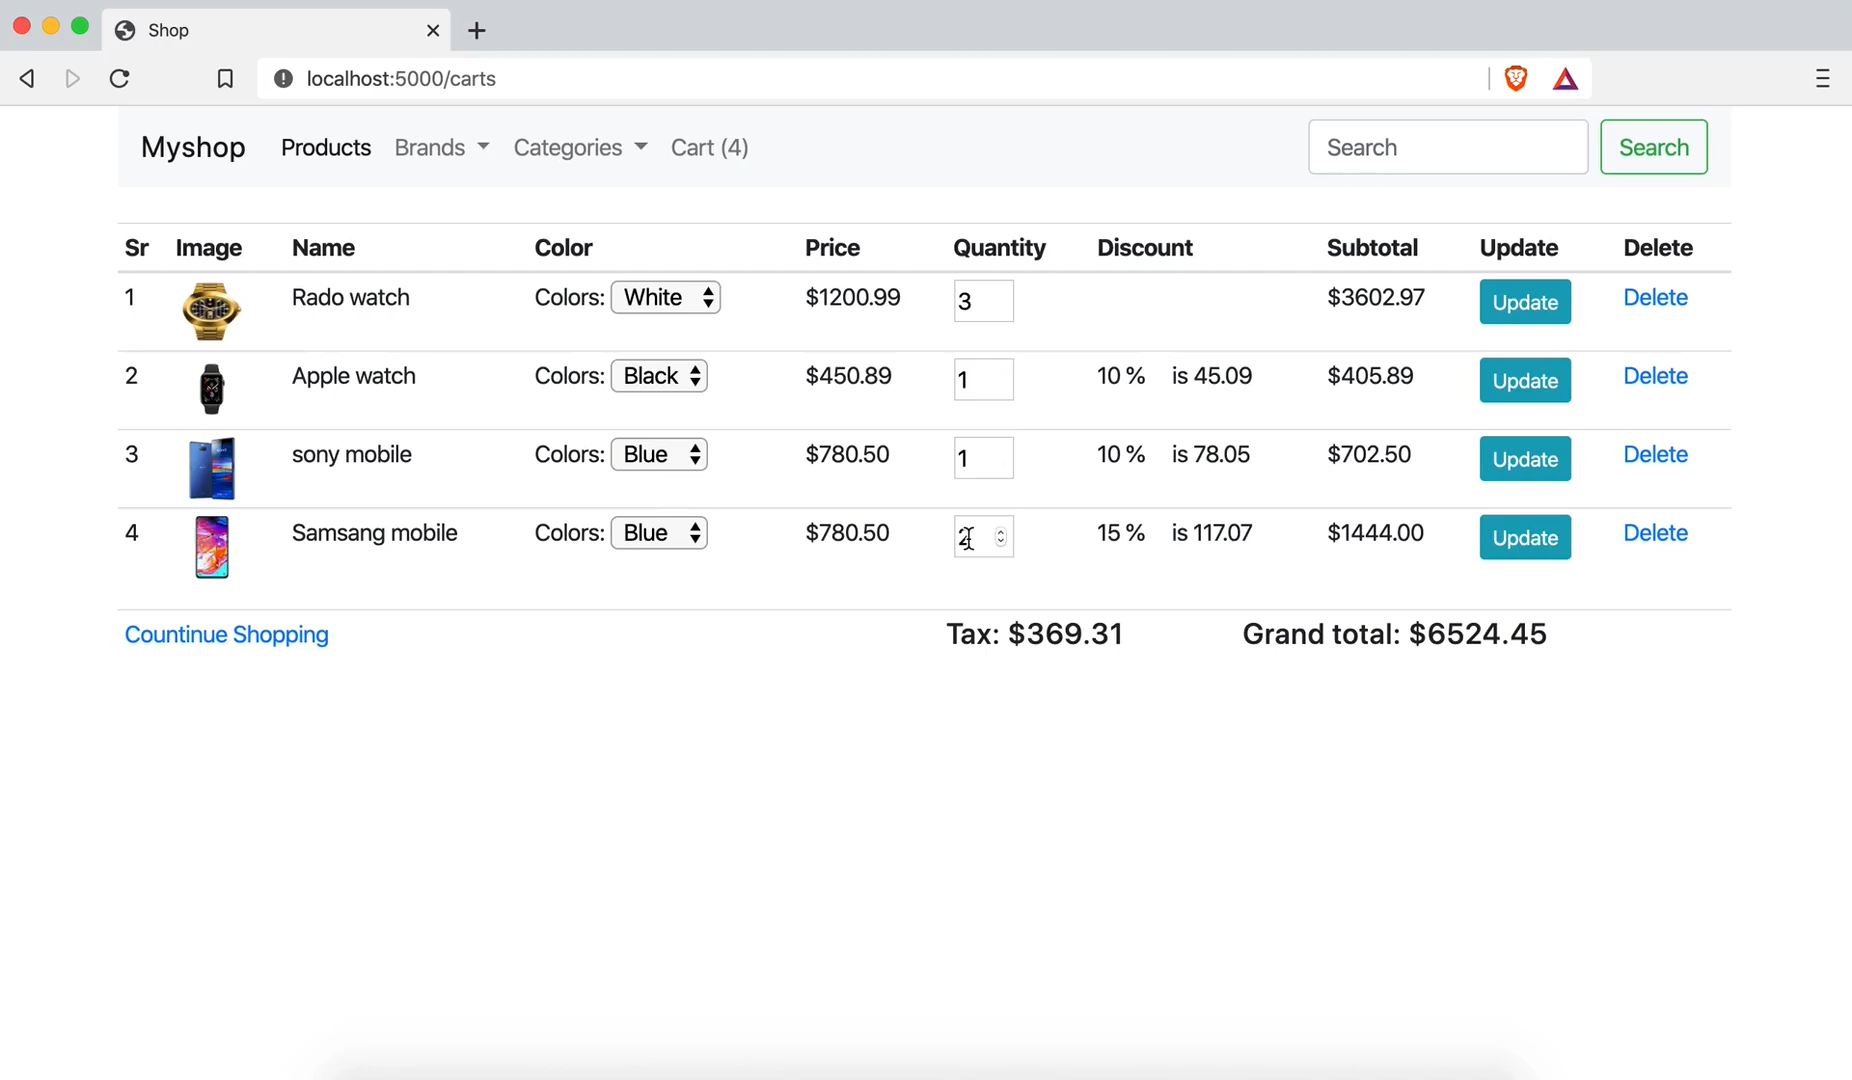 Shop
localhost:5000/carts
Myshop Products Brands Categories Cart (4) Search Search
Sr Image Name Color Price Quantity Discount Subtotal Update Delete
1 Rado watch Colors: White $1200.99 3 $3602.97 Update Delete
2 Apple watch Colors: Black $450.89 1 10 % is 45.09 $405.89 Update Delete
3 sony mobile Colors: Blue $780.50 1 10 % is 78.05 $702.50 Update Delete
4 Samsang mobile Colors: Blue $780.50 2 15 % is 117.07 $1444.00 Update Delete
Countinue Shopping Tax: $369.31 Grand total: $6524.45